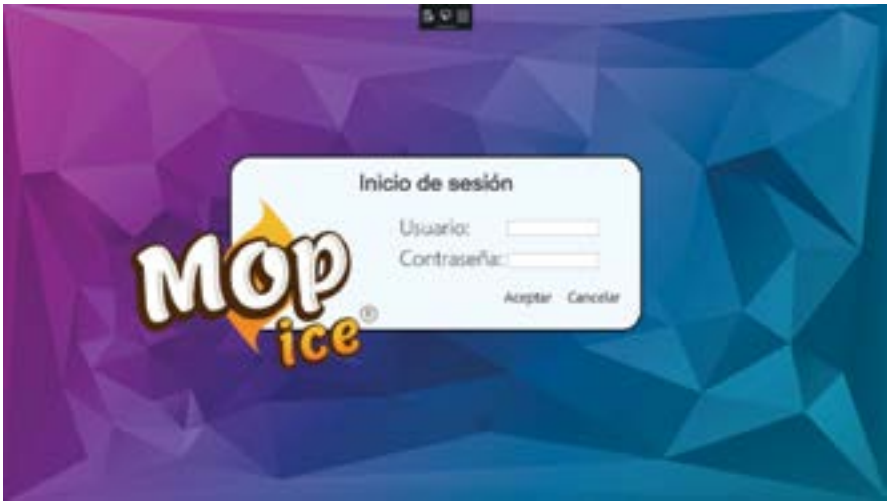 Inicio de sesión
Usuario:
Contraseña:
Aceptar Cancelar
Mop
ice®